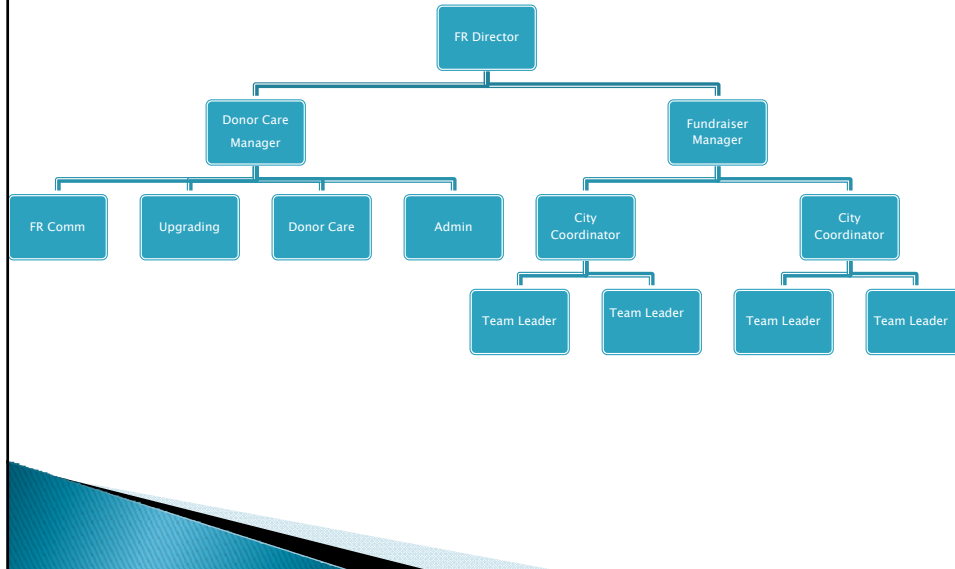 FR Director
Donor Care
Manager
Fundraiser
Manager
FR Comm
Upgrading
Donor Care
Admin
City
Coordinator
City
Coordinator
Team Leader
Team Leader
Team Leader
Team Leader